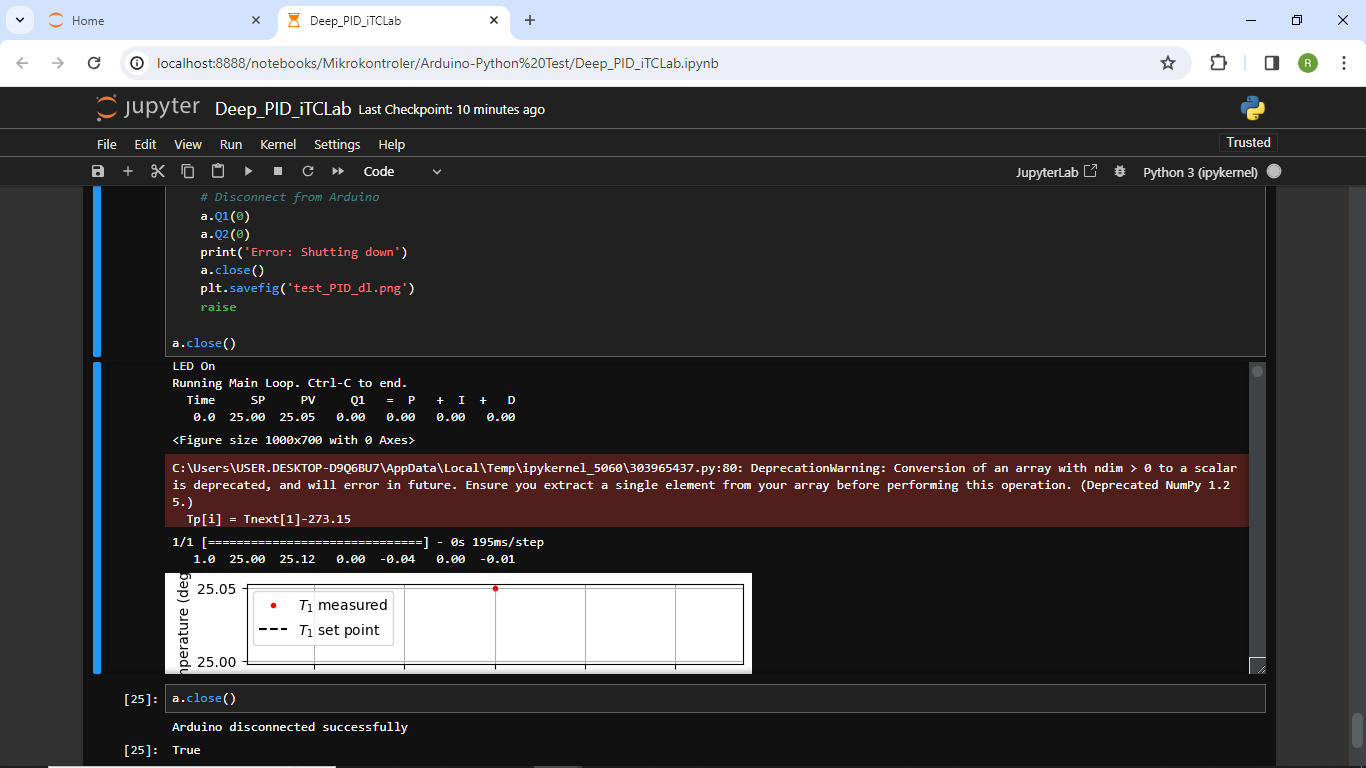 Home
Deep_PID_iTCLab
localhost:8888/notebooks/Mikrokontroler/Arduino-Python%20Test/Deep_PID_iTCLab.ipynb
R
jupyter Deep_PID_iTCLab Last Checkpoint: 10 minutes ago
File Edit View Run Kernel Settings Help
Trusted
Code
JupyterLab
Python 3 (ipykernel)
# Disconnect from Arduino
a.Q1(0)
a.Q2(0)
print('Error: Shutting down')
a.close()
plt.savefig('test_PID_dl.png')
raise
a.close()
LED On
Running Main Loop. Ctrl-C to end.
Time SP PV Q1 = P + I + D
0.0 25.00 25.05 0.00 0.00 0.00 0.00
<Figure size 1000x700 with 0 Axes>
C:\Users\USER.DESKTOP-D9Q6BU7\AppData\Local\Temp\ipykernel_5060\303965437.py:80: DeprecationWarning: Conversion of an array with ndim > 0 to a scalar
is deprecated, and will error in future. Ensure you extract a single element from your array before performing this operation. (Deprecated NumPy 1.2
5.)
Tp[i] = Tnext[1]-273.15
1/1 [==============================] - 0s 195ms/step
1.0 25.00 25.12 0.00 -0.04 0.00 -0.01
25.05
T1 measured
T1 set point
25.00
[25]: a.close()
Arduino disconnected successfully
[25]: True